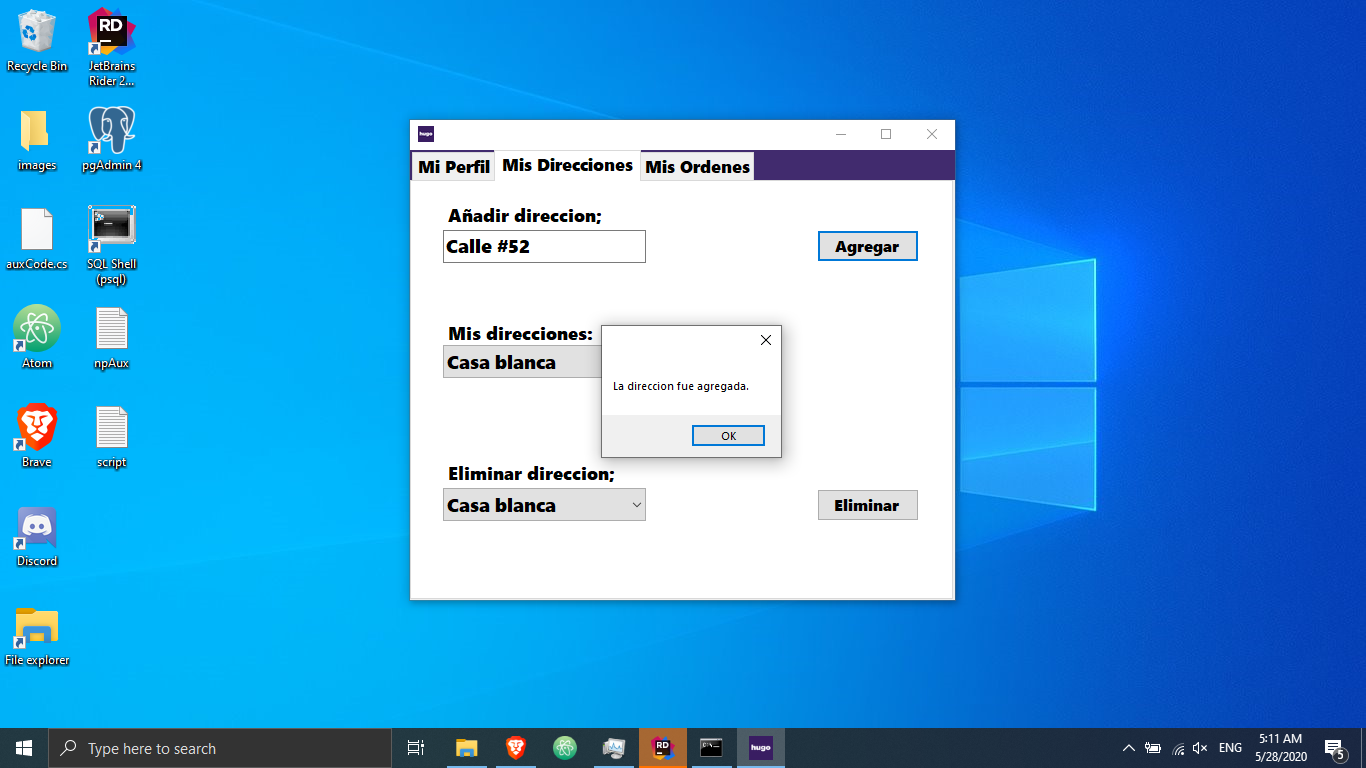 Recycle Bin
JetBrains
Rider 2...
images
pgAdmin 4
auxCode.cs
SQL Shell
(psql)
Atom
npAux
Brave
script
Discord
File explorer
hugo
Mi Perfil
Mis Direcciones
Mis Ordenes
Añadir direccion;
Calle #52
Agregar
Mis direcciones:
Casa blanca
La direccion fue agregada.
OK
Eliminar direccion;
Casa blanca
Eliminar
Type here to search
RD
hugo
ENG
5:11 AM
5/28/2020
5
RD